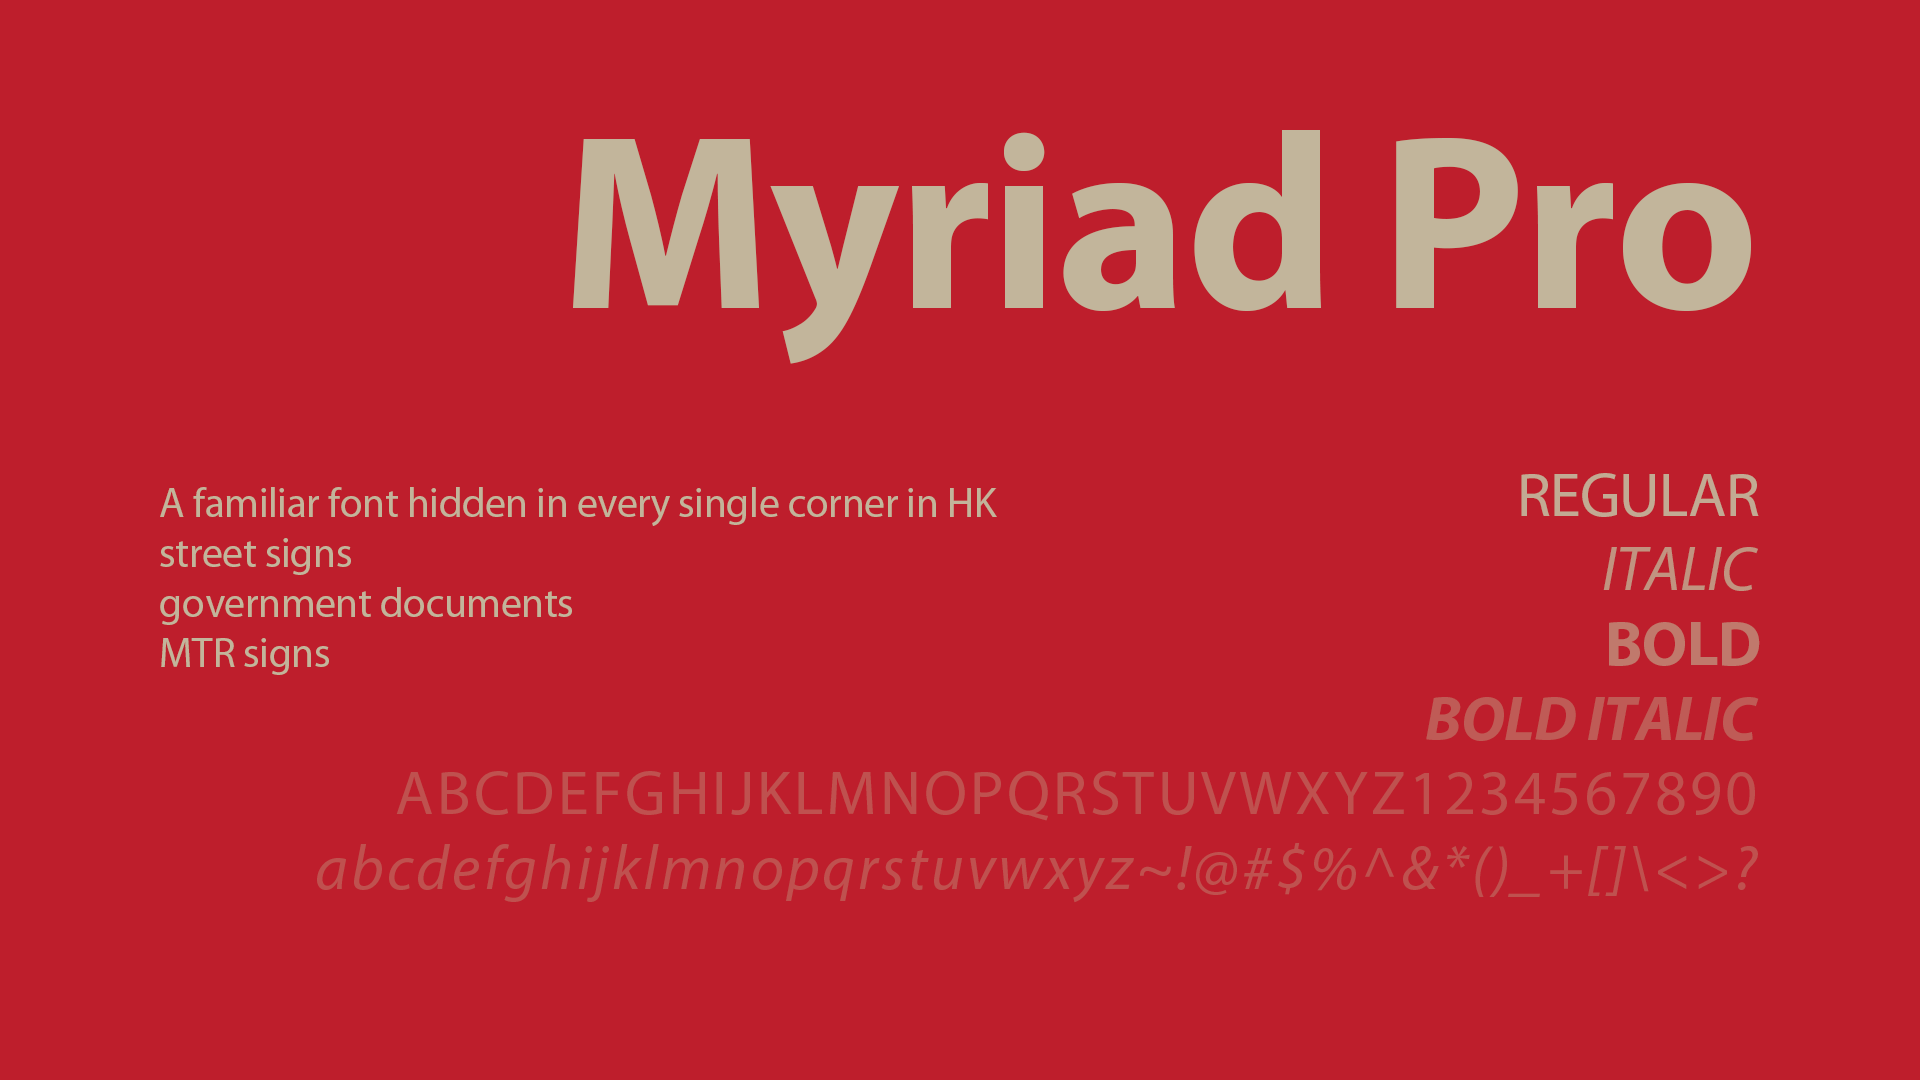 Myriad Pro
A familiar font hidden in every single corner in HK
street signs
government documents
MTR signs
REGULAR
ITALIC
BOLD
BOLD ITALIC
ABCDEFGHIJKLMNOPQRSTUVWXYZ1234567890
abcdefghijklmnopqrstuvwxyz~!@#$%^&*()_+[]\<>?